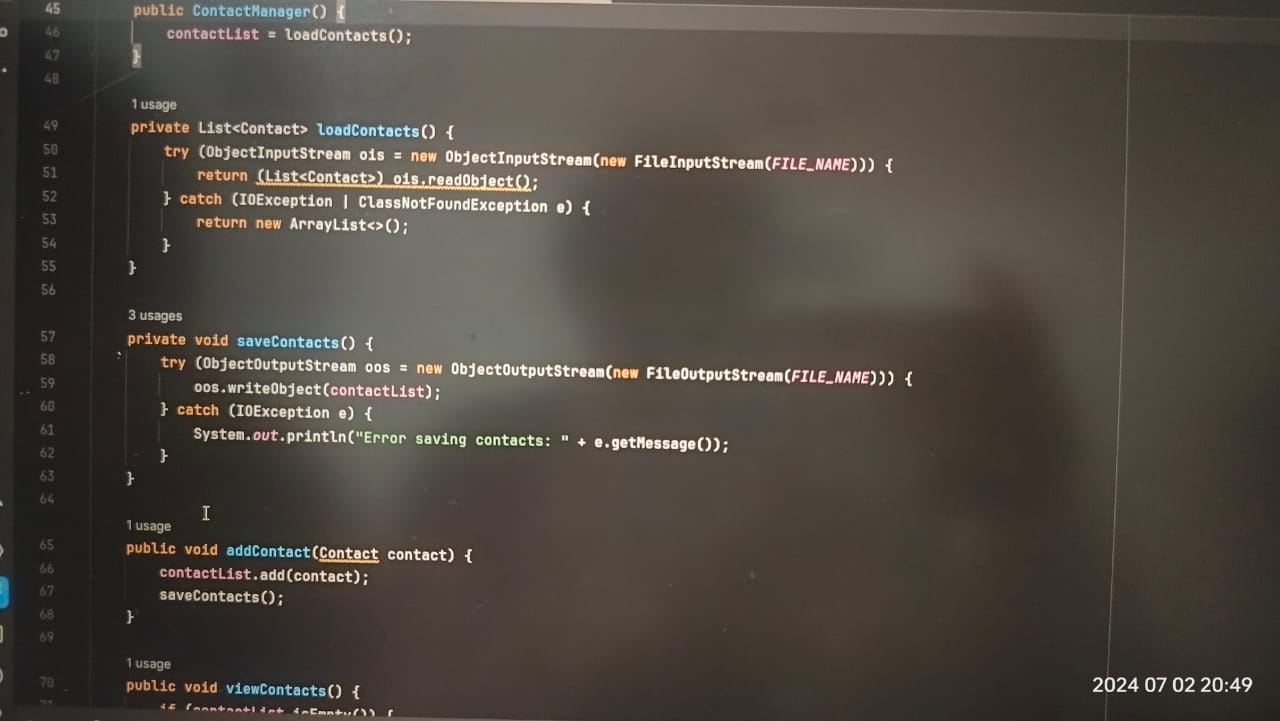 45 public ContactManager() {
46 contactList = loadContacts();
47 }
48
1 usage
49 private List<Contact> loadContacts() {
50 try (ObjectInputStream ois = new ObjectInputStream(new FileInputStream(FILE_NAME))) {
51 return (List<Contact>) ois.readObject();
52 } catch (IOException | ClassNotFoundException e) {
53 return new ArrayList<>();
54 }
55 }
56
3 usages
57 private void saveContacts() {
58 try (ObjectOutputStream oos = new ObjectOutputStream(new FileOutputStream(FILE_NAME))) {
59 oos.writeObject(contactList);
60 } catch (IOException e) {
61 System.out.println("Error saving contacts: " + e.getMessage());
62 }
63 }
64
1 usage
65 public void addContact(Contact contact) {
66 contactList.add(contact);
67 saveContacts();
68 }
69
1 usage
70 public void viewContacts() {
71 if (contactList.isEmpty()) {
2024 07 02 20:49